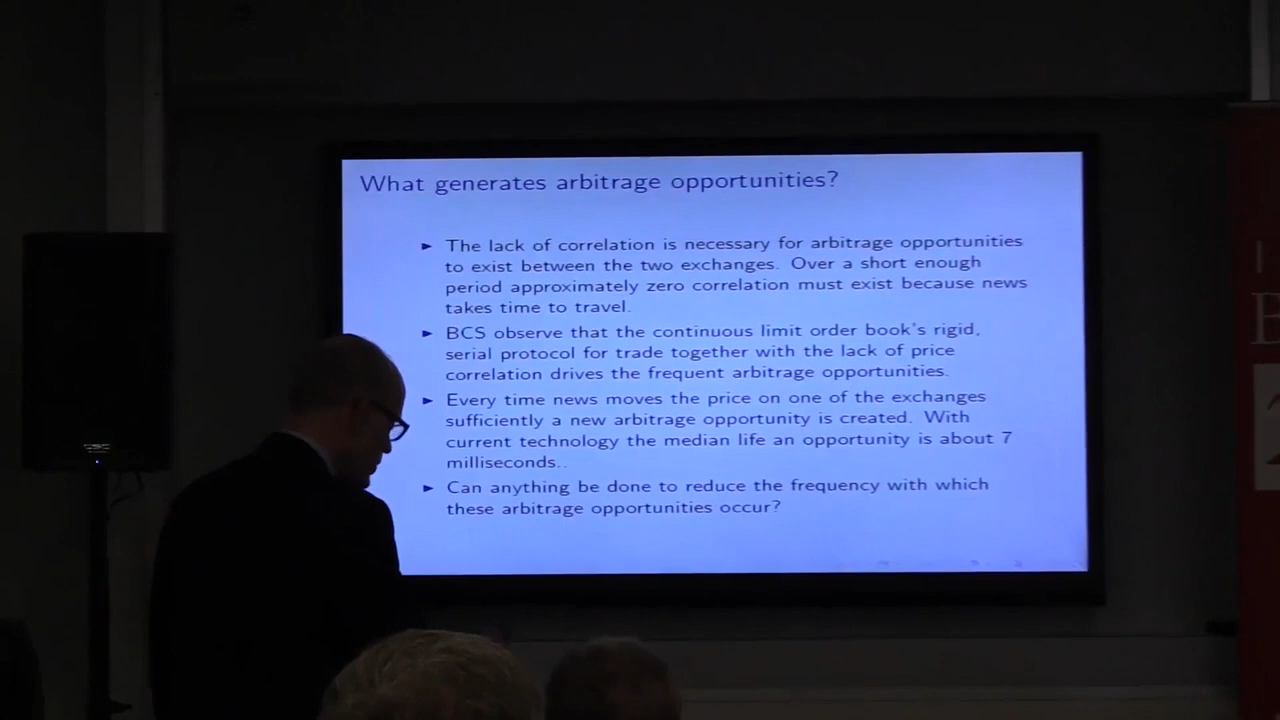 What generates arbitrage opportunities?
► The lack of correlation is necessary for arbitrage opportunities
to exist between the two exchanges. Over a short enough
period approximately zero correlation must exist because news
takes time to travel.
► BCS observe that the continuous limit order book's rigid,
serial protocol for trade together with the lack of price
correlation drives the frequent arbitrage opportunities.
► Every time news moves the price on one of the exchanges
sufficiently a new arbitrage opportunity is created. With
current technology the median life an opportunity is about 7
milliseconds..
► Can anything be done to reduce the frequency with which
these arbitrage opportunities occur?